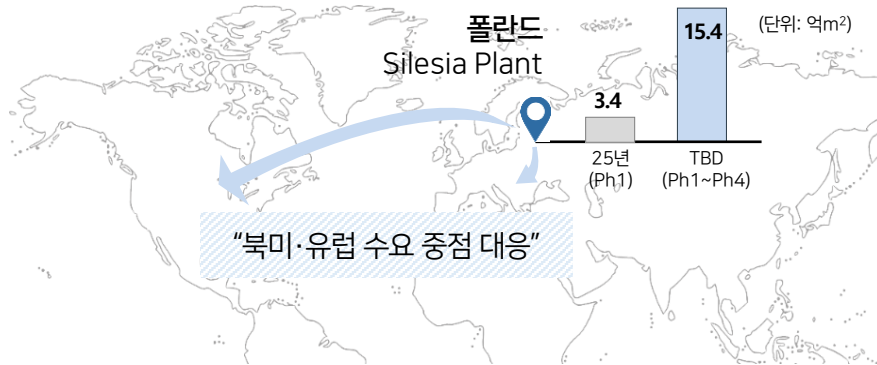 폴란드
Silesia Plant
(단위: 억m²)
15.4
3.4
25년
(Ph1)
TBD
(Ph1~Ph4)
“북미·유럽 수요 중점 대응”